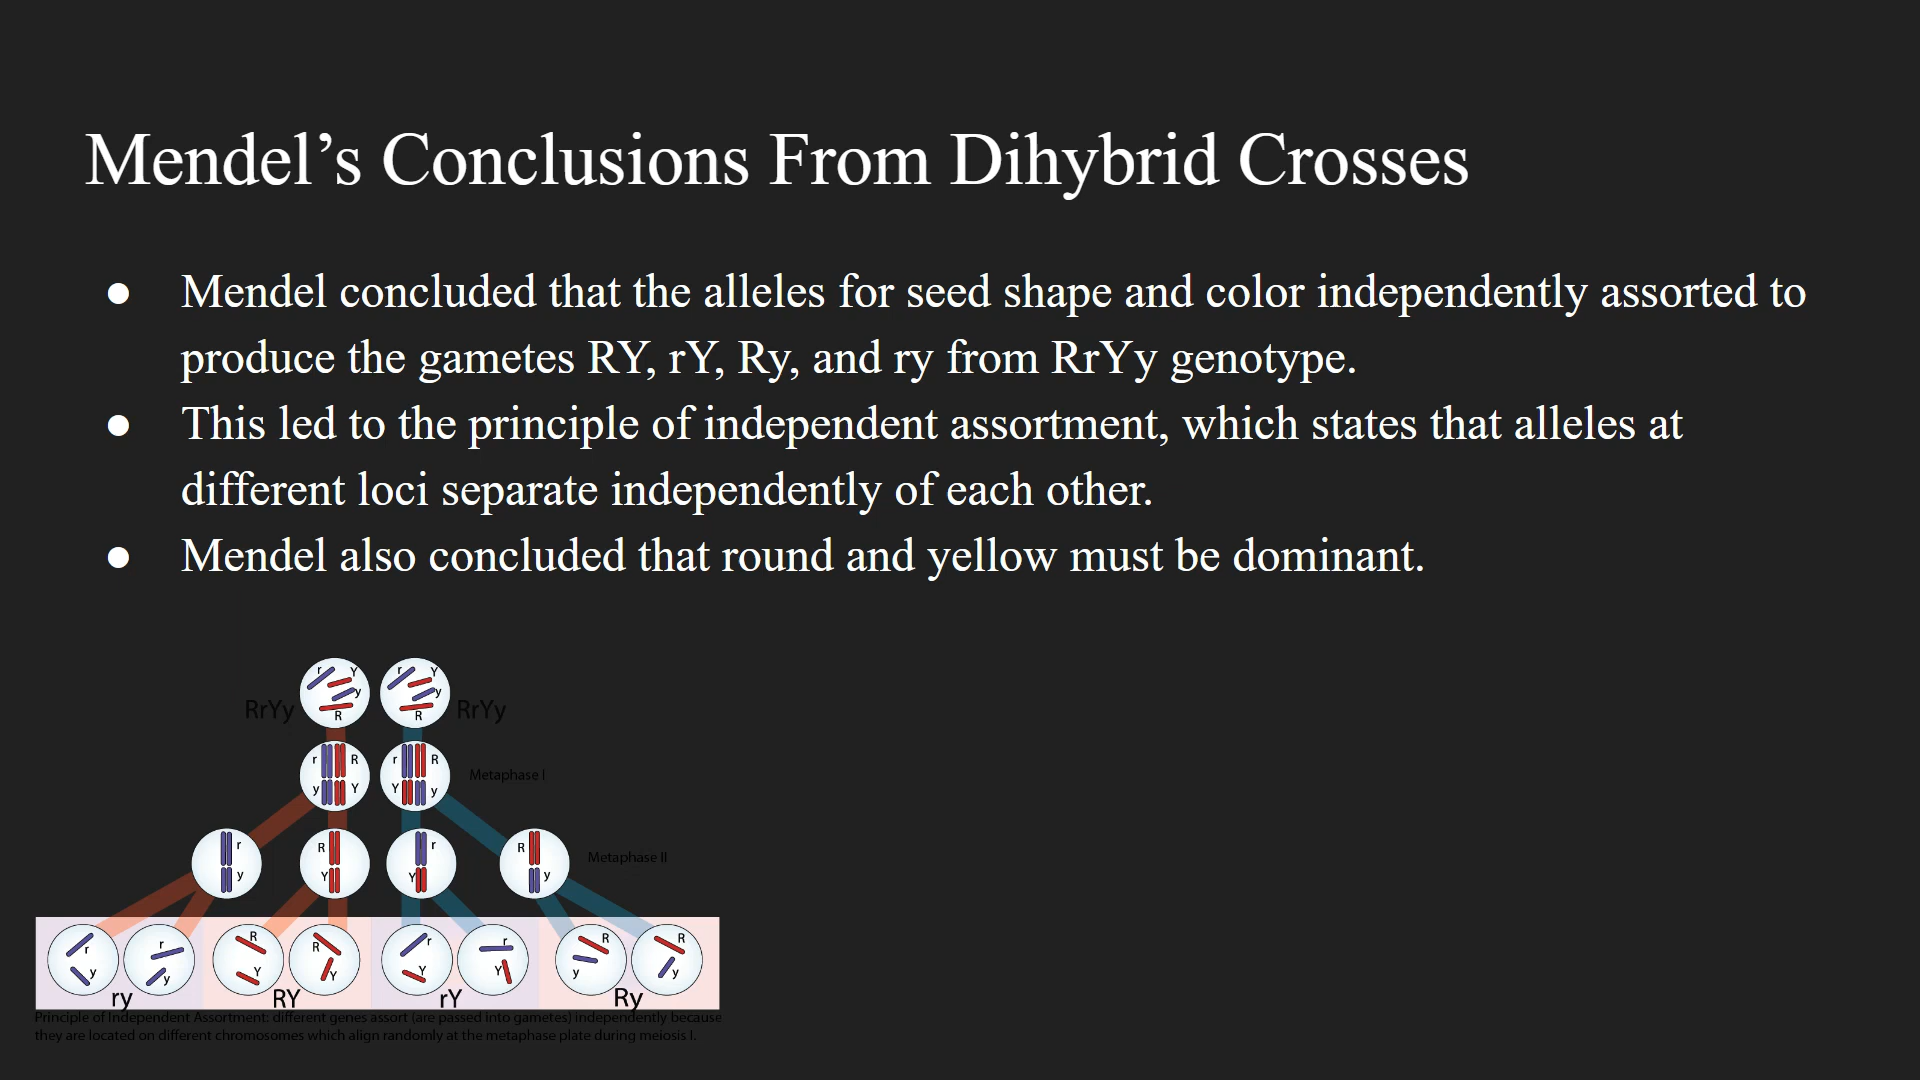 Mendel’s Conclusions From Dihybrid Crosses
● Mendel concluded that the alleles for seed shape and color independently assorted to
produce the gametes RY, rY, Ry, and ry from RrYy genotype.
● This led to the principle of independent assortment, which states that alleles at
different loci separate independently of each other.
● Mendel also concluded that round and yellow must be dominant.
r Y r Y
y y
RrYy RrYy
R R
r R r R
Metaphase I
y Y Y y
r R r R
Metaphase II
y Y Y y
r r R R r r R R
y y Y Y Y Y y y
ry RY rY Ry
Principle of Independent Assortment: different genes assort (are passed into gametes) independently because
they are located on different chromosomes which align randomly at the metaphase plate during meiosis I.